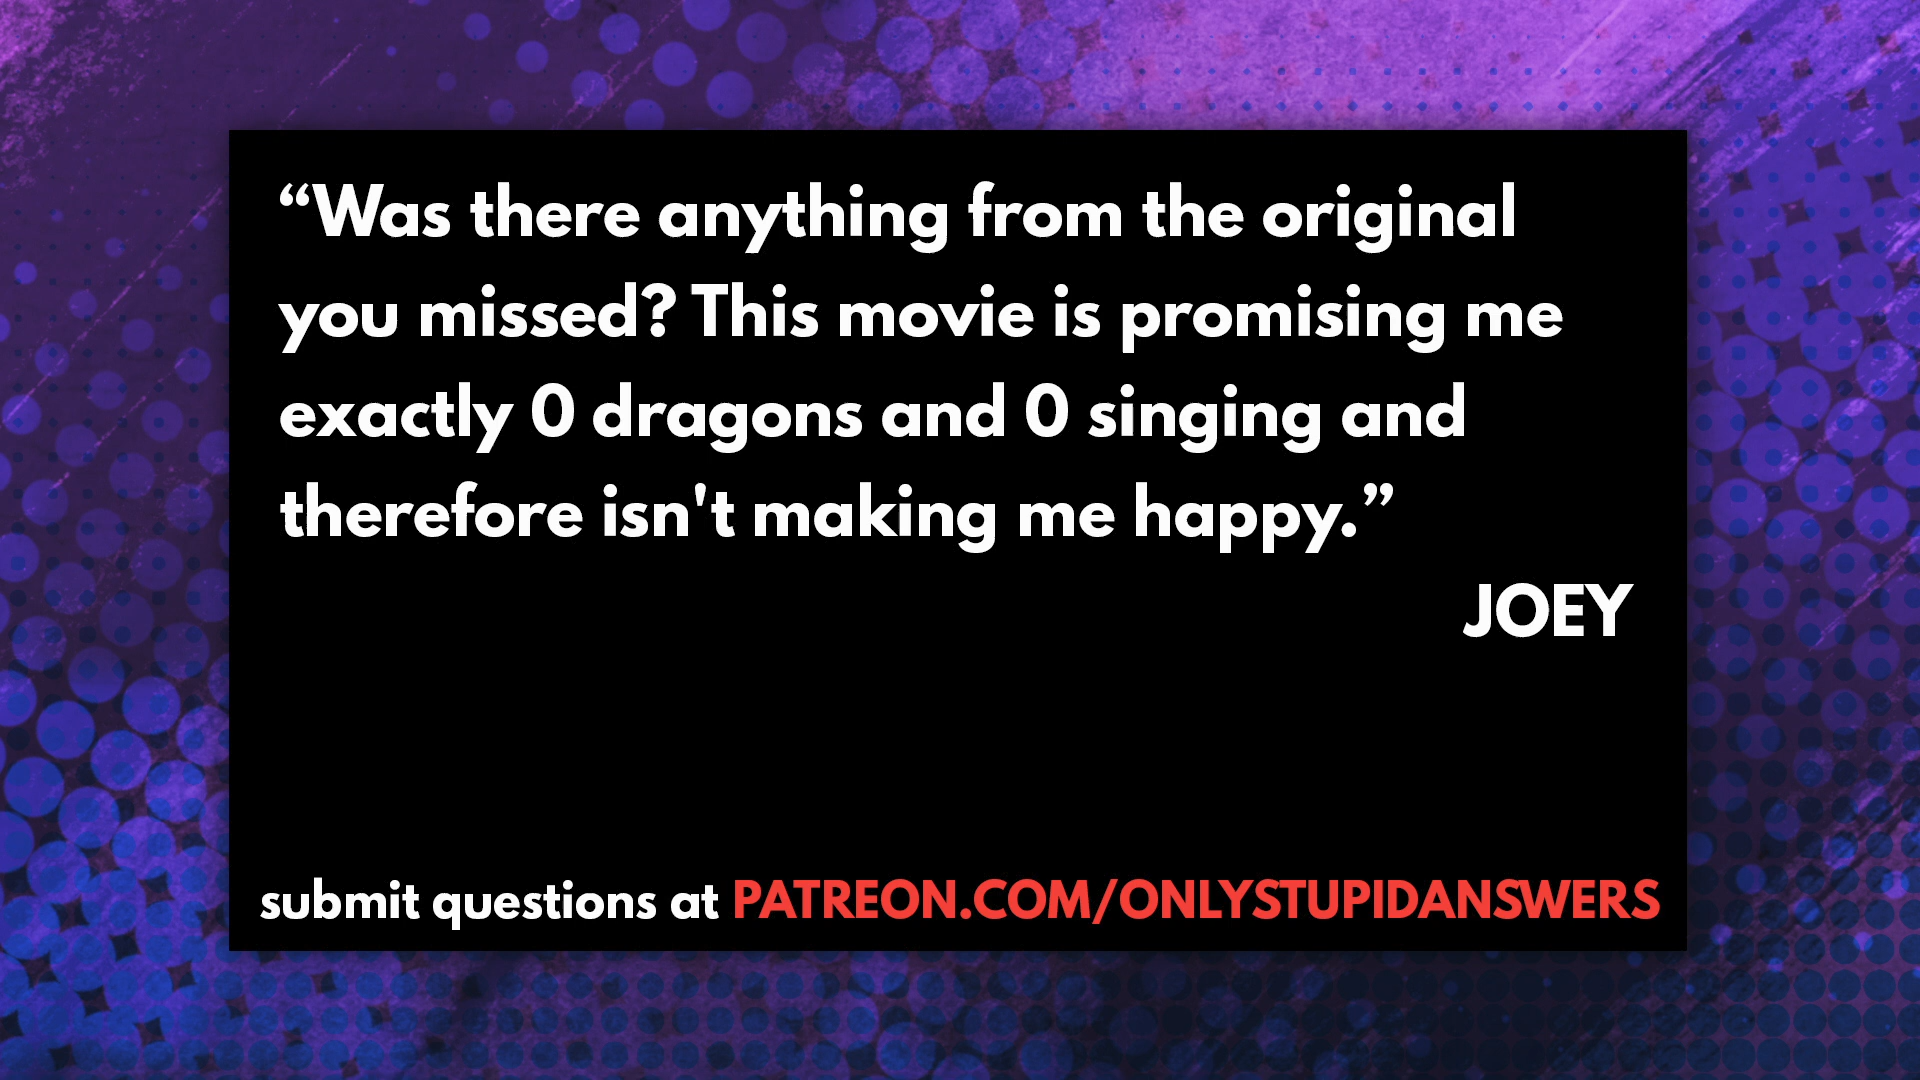 “Was there anything from the original
you missed? This movie is promising me
exactly 0 dragons and 0 singing and
therefore isn't making me happy.”
JOEY
submit questions at PATREON.COM/ONLYSTUPIDANSWERS